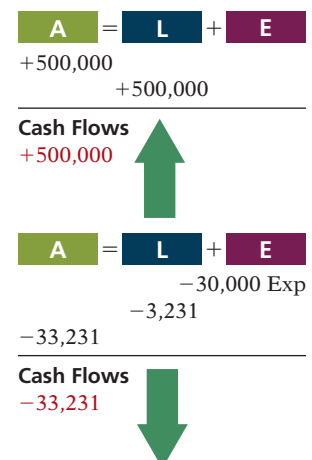 A = L + E
+500,000
+500,000
Cash Flows
+500,000
A = L + E
−30,000 Exp
−3,231
−33,231
Cash Flows
−33,231